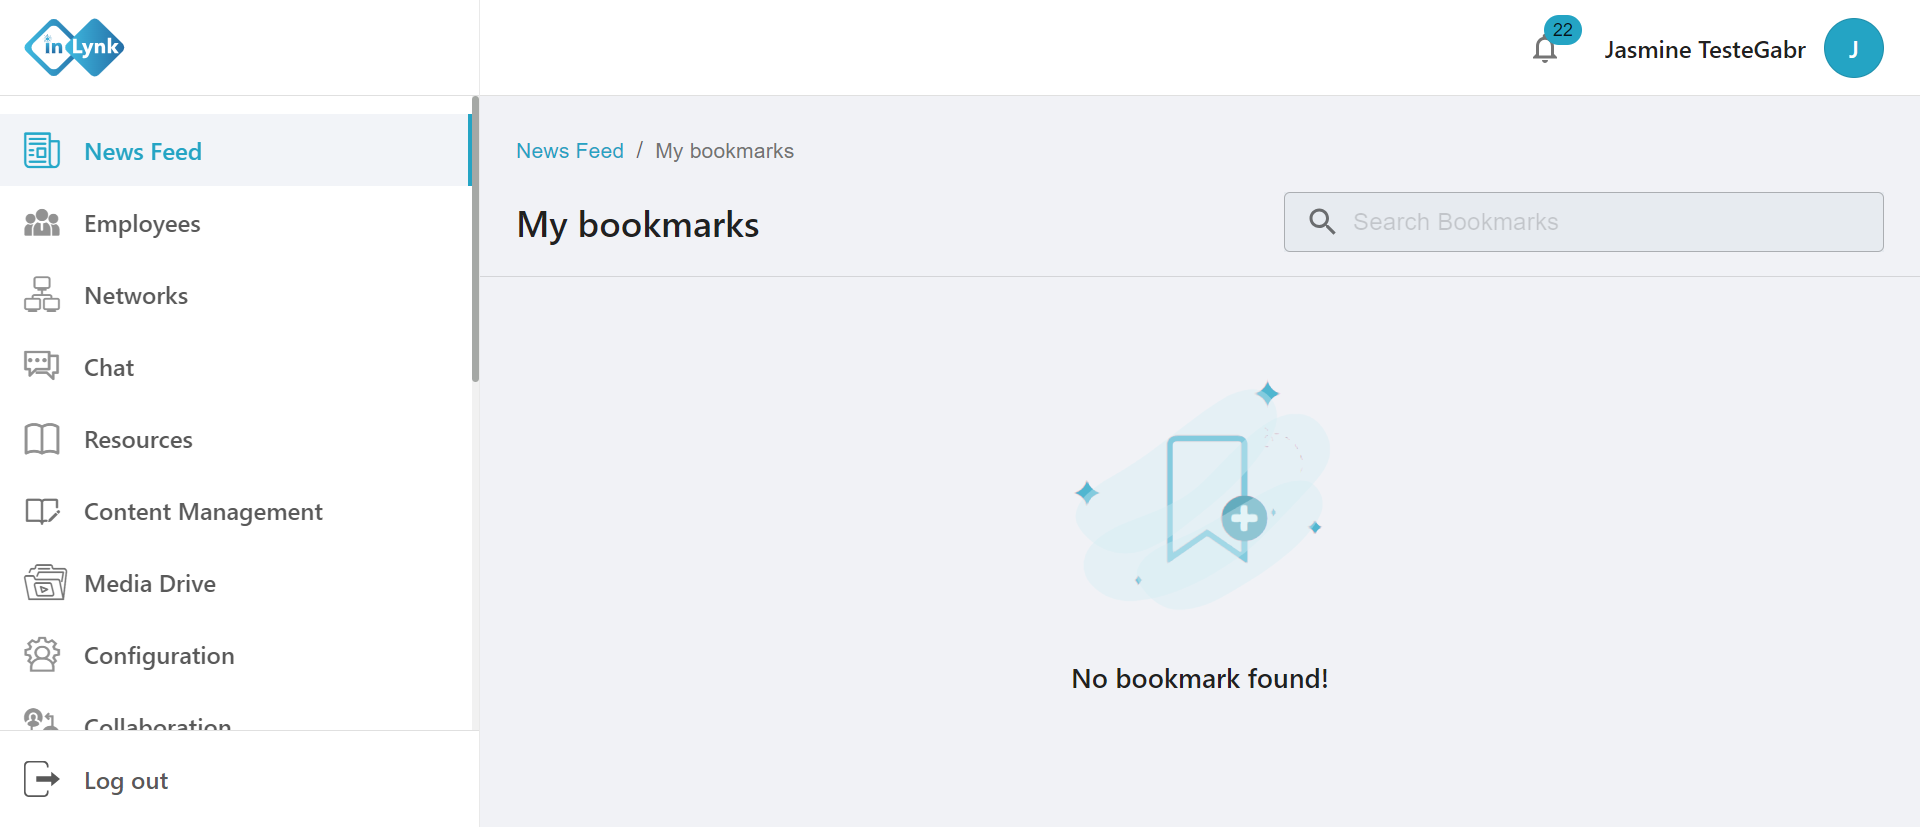 inLynk
22
Jasmine TesteGabr
J
News Feed
Employees
Networks
Chat
Resources
Content Management
Media Drive
Configuration
Collaboration
Log out
News Feed / My bookmarks
My bookmarks
Search Bookmarks
No bookmark found!